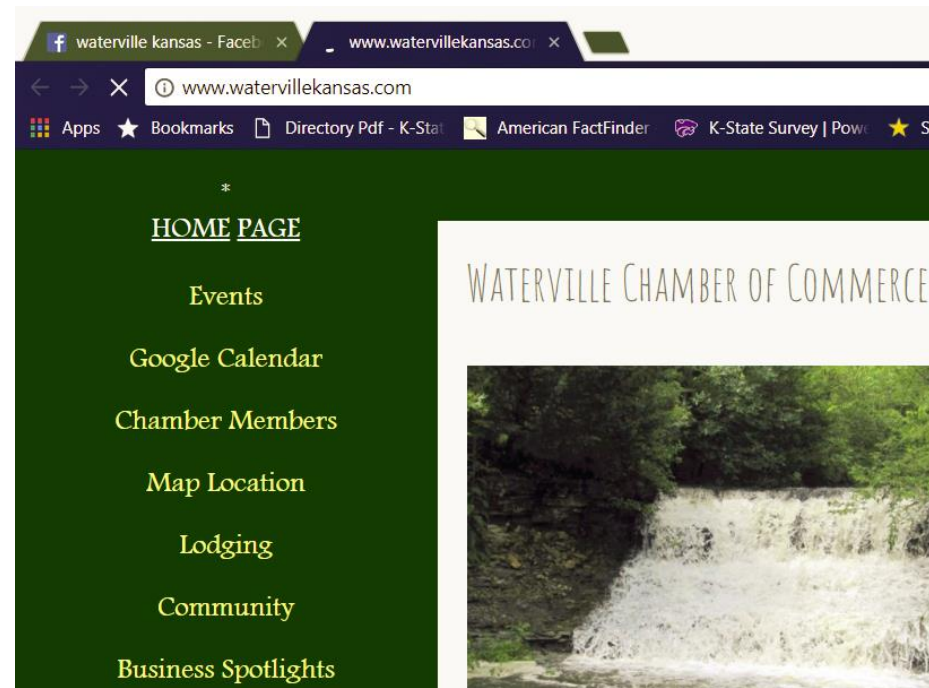 waterville kansas - Faceb
www.watervillekansas.co
www.watervillekansas.com
Apps Bookmarks Directory Pdf - K-Stat American FactFinder K-State Survey | Pow S
*
HOME PAGE
Events
Google Calendar
Chamber Members
Map Location
Lodging
Community
Business Spotlights
WATERVILLE CHAMBER OF COMMERCE